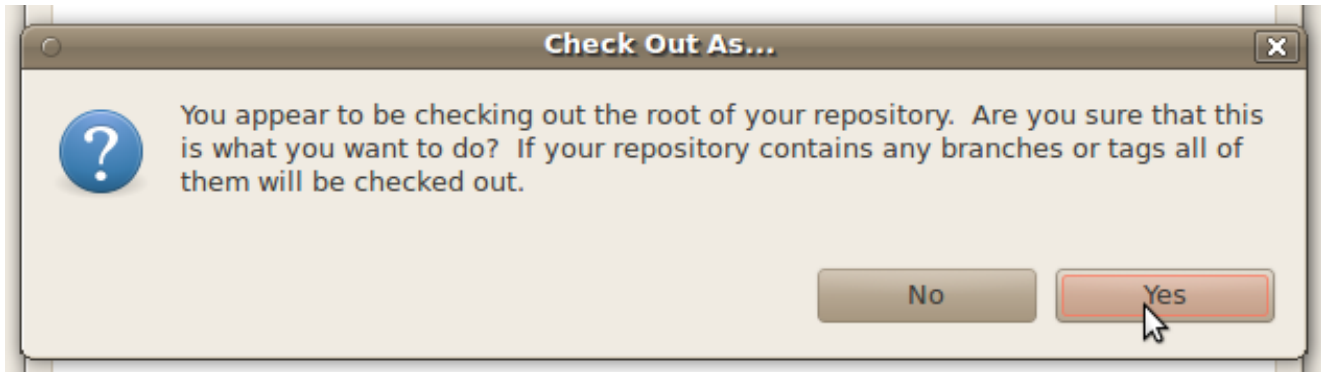 Check Out As...
You appear to be checking out the root of your repository.  Are you sure that this
is what you want to do?  If your repository contains any branches or tags all of
them will be checked out.
No
Yes